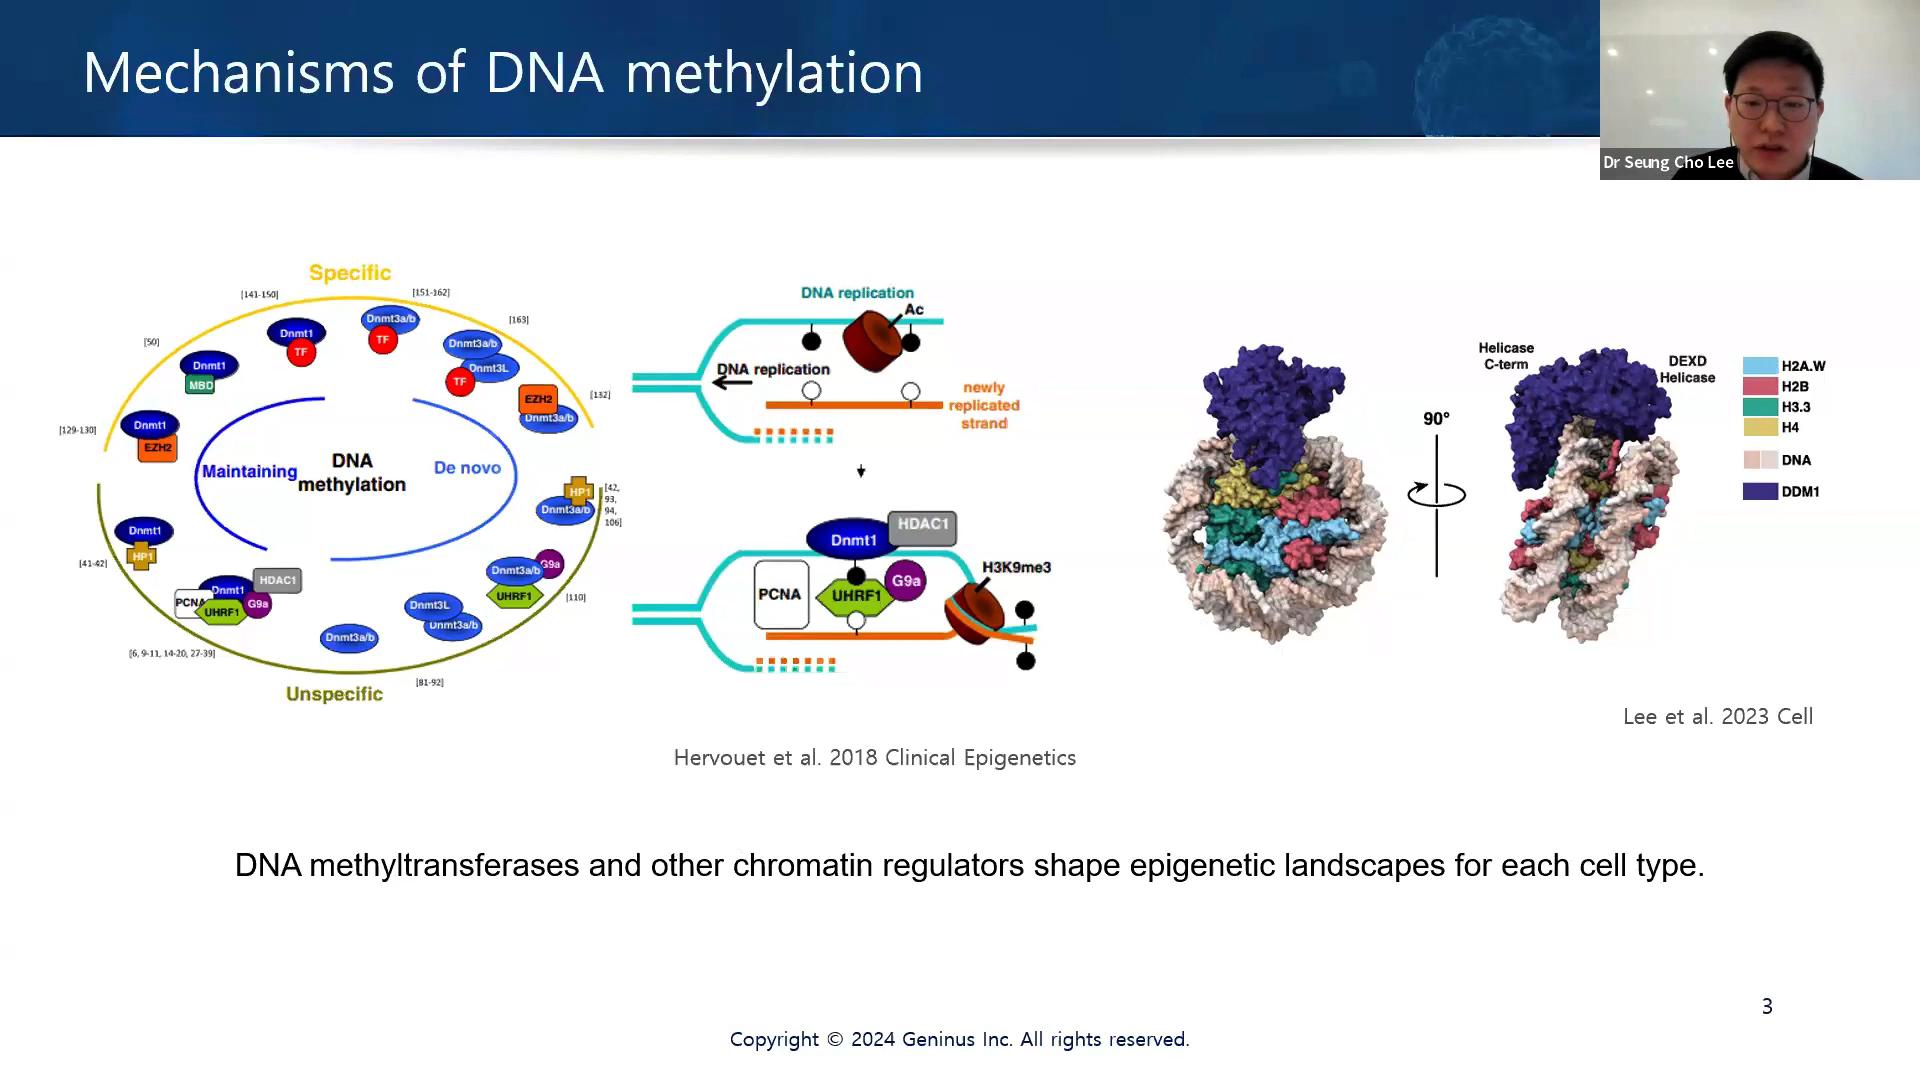 Mechanisms of DNA methylation
Dr Seung Cho Lee
Specific
[141-150]
[151-162]
[163]
[50]
[132]
[129-130]
Dnmt1
TF
Dnmt3a/b
TF
Dnmt3a/b
Dnmt3L
TF
Dnmt1
MBD
EZH2
Dnmt3a/b
Dnmt1
EZH2
Maintaining
DNA
methylation
De novo
HP1
Dnmt3a/b
[42,
93,
94,
106]
Dnmt1
HP1
[41-42]
HDAC1
Dnmt1
PCNA
UHRF1
G9a
Dnmt3a/b
G9a
UHRF1
[110]
Dnmt3L
Dnmt3a/b
Dnmt3a/b
[6, 9-11, 14-20, 27-39]
[81-92]
Unspecific
DNA replication
Ac
DNA replication
newly
replicated
strand
Dnmt1
HDAC1
PCNA
UHRF1
G9a
H3K9me3
Hervouet et al. 2018 Clinical Epigenetics
90°
Helicase
C-term
DEXD
Helicase
H2A.W
H2B
H3.3
H4
DNA
DDM1
Lee et al. 2023 Cell
DNA methyltransferases and other chromatin regulators shape epigenetic landscapes for each cell type.
3
Copyright © 2024 Geninus Inc. All rights reserved.